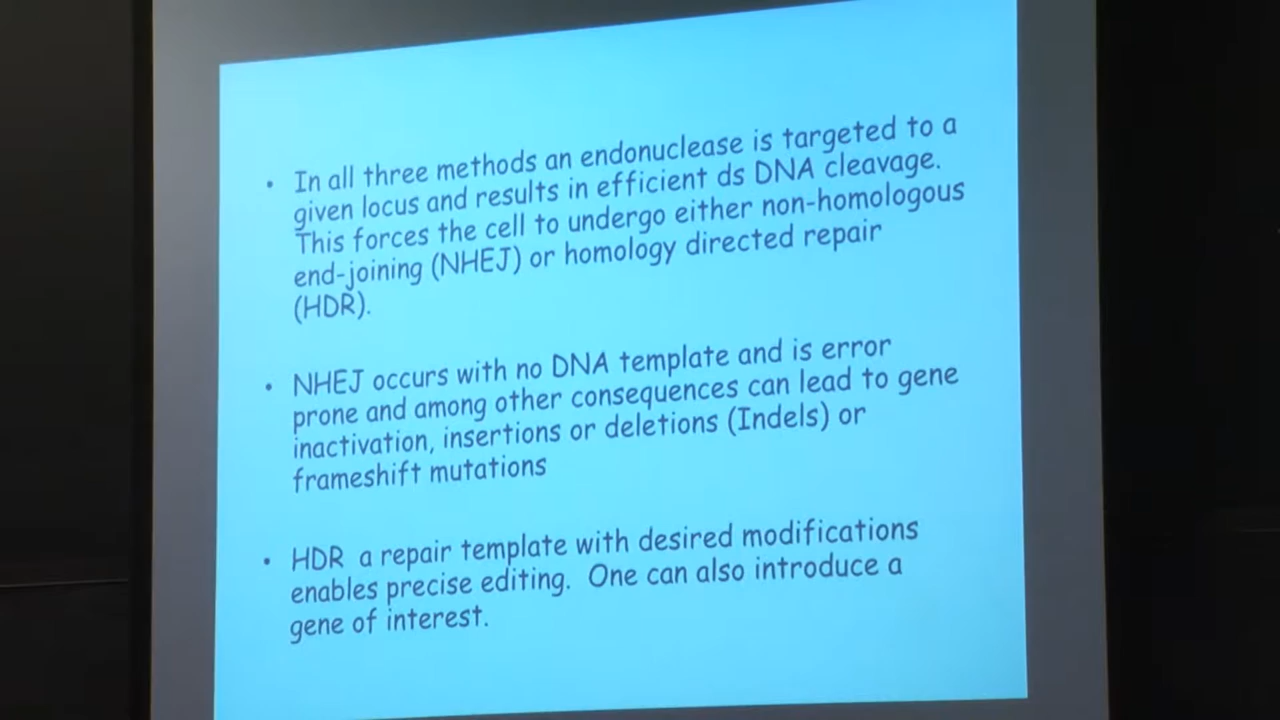 • In all three methods an endonuclease is targeted to a
given locus and results in efficient ds DNA cleavage.
This forces the cell to undergo either non-homologous
end-joining (NHEJ) or homology directed repair
(HDR).
• NHEJ occurs with no DNA template and is error
prone and among other consequences can lead to gene
inactivation, insertions or deletions (Indels) or
frameshift mutations
• HDR a repair template with desired modifications
enables precise editing. One can also introduce a
gene of interest.